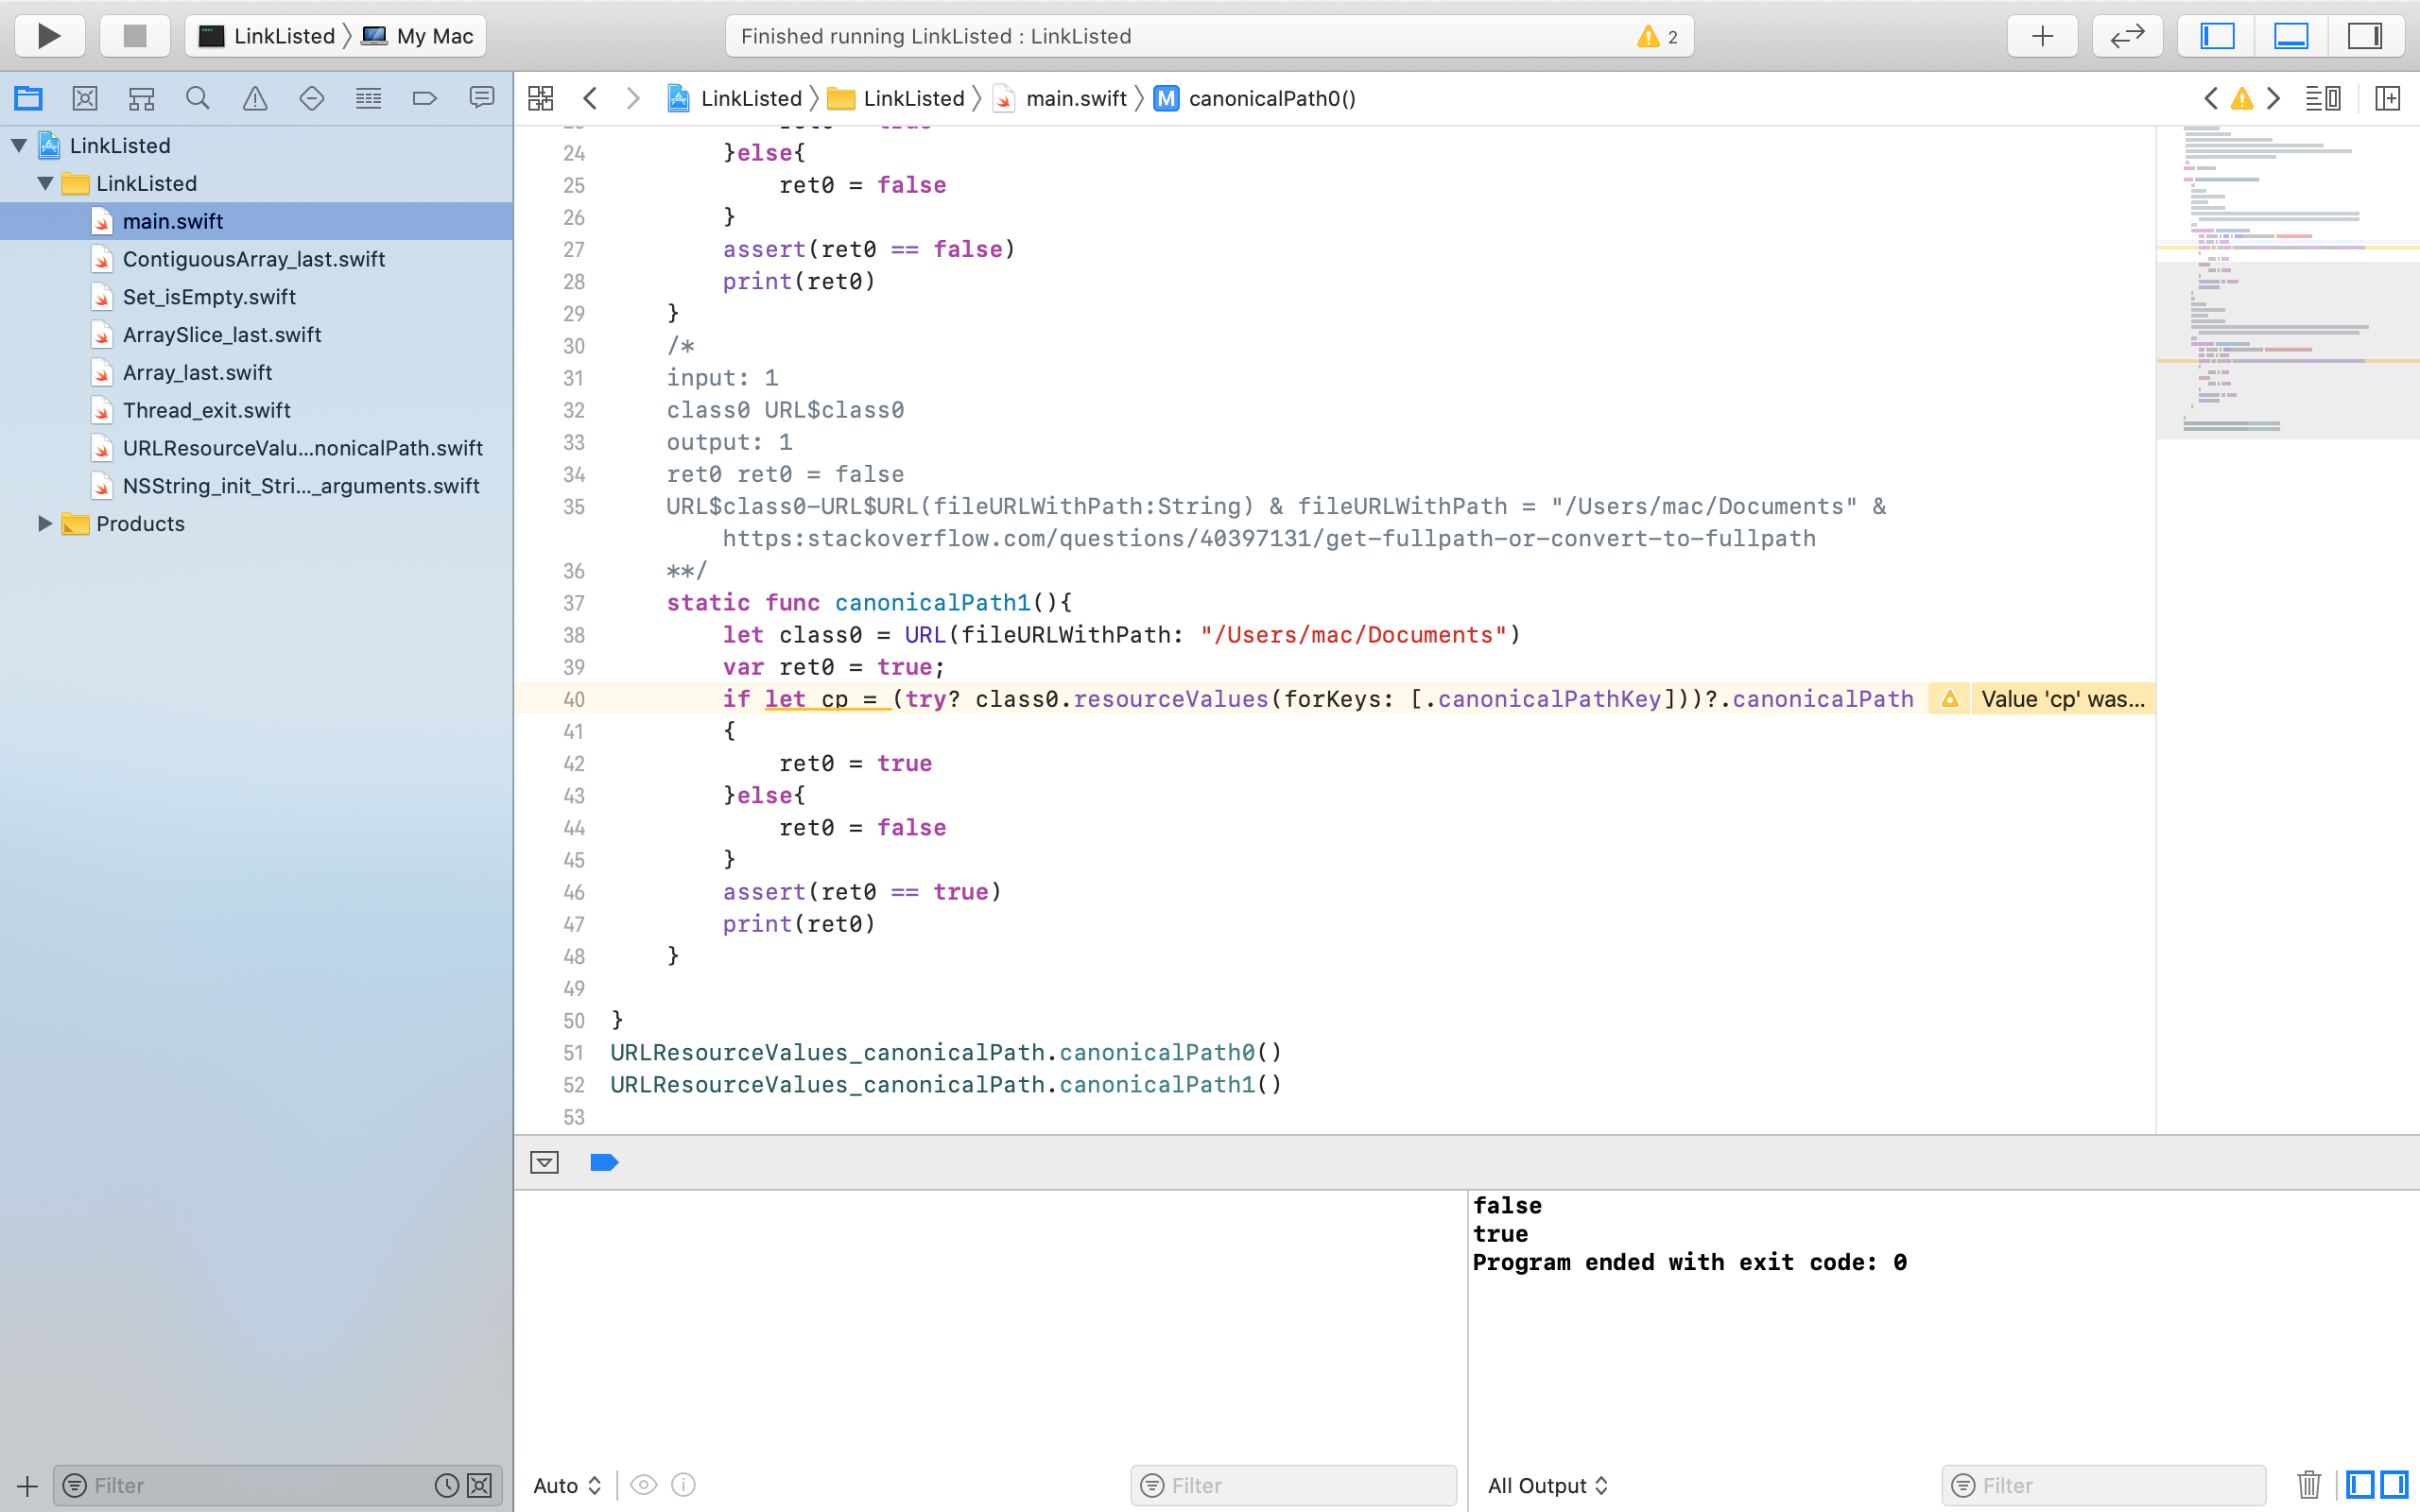 LinkListed
My Mac
Finished running LinkListed : LinkListed
2
LinkListed
LinkListed
main.swift
M
canonicalPath0()
LinkListed
LinkListed
main.swift
ContiguousArray_last.swift
Set_isEmpty.swift
ArraySlice_last.swift
Array_last.swift
Thread_exit.swift
URLResourceValu...nonicalPath.swift
NSString_init_Stri..._arguments.swift
Products
Filter
24 }else{
25 ret0 = false
26 }
27 assert(ret0 == false)
28 print(ret0)
29 }
30 /*
31 input: 1
32 class0 URL$class0
33 output: 1
34 ret0 ret0 = false
35 URL$class0-URL$URL(fileURLWithPath:String) & fileURLWithPath = "/Users/mac/Documents" &
https:stackoverflow.com/questions/40397131/get-fullpath-or-convert-to-fullpath
36 **/
37 static func canonicalPath1(){
38 let class0 = URL(fileURLWithPath: "/Users/mac/Documents")
39 var ret0 = true;
40 if let cp = (try? class0.resourceValues(forKeys: [.canonicalPathKey]))?.canonicalPath
Value 'cp' was...
41 {
42 ret0 = true
43 }else{
44 ret0 = false
45 }
46 assert(ret0 == true)
47 print(ret0)
48 }
49
50 }
51 URLResourceValues_canonicalPath.canonicalPath0()
52 URLResourceValues_canonicalPath.canonicalPath1()
53
false
true
Program ended with exit code: 0
Auto
Filter
All Output
Filter